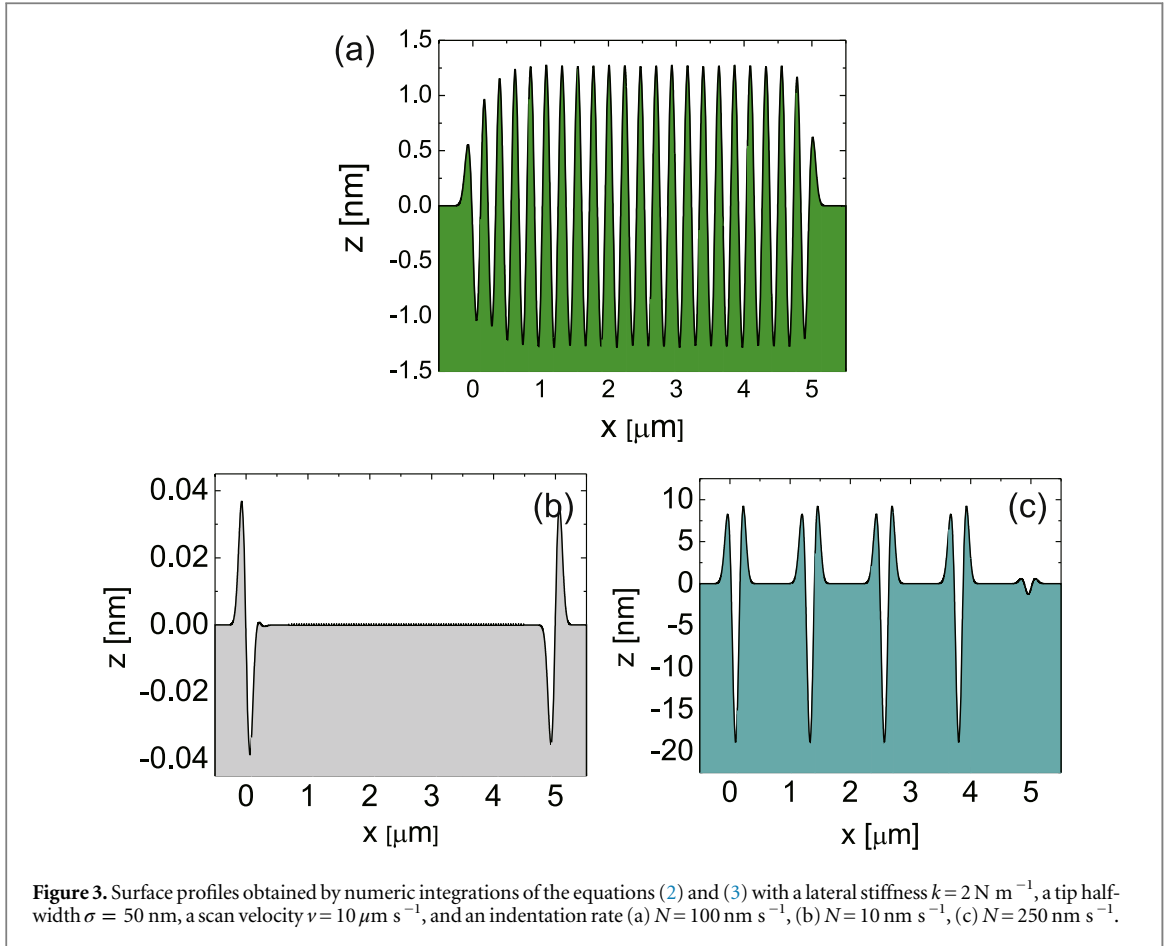 (a)
1.5
1.0
0.5
0.0
-0.5
-1.0
-1.5
z [nm]
0 1 2 3 4 5
x [μm]
(b)
0.04
0.02
0.00
-0.02
-0.04
z [nm]
0 1 2 3 4 5
x [μm]
(c)
10
5
0
-5
-10
-15
-20
z [nm]
0 1 2 3 4 5
x [μm]
Figure 3. Surface profiles obtained by numeric integrations of the equations (2) and (3) with a lateral stiffness k = 2 N m⁻¹, a tip half-
width σ = 50 nm, a scan velocity v = 10 μm s⁻¹, and an indentation rate (a) N = 100 nm s⁻¹, (b) N = 10 nm s⁻¹, (c) N = 250 nm s⁻¹.